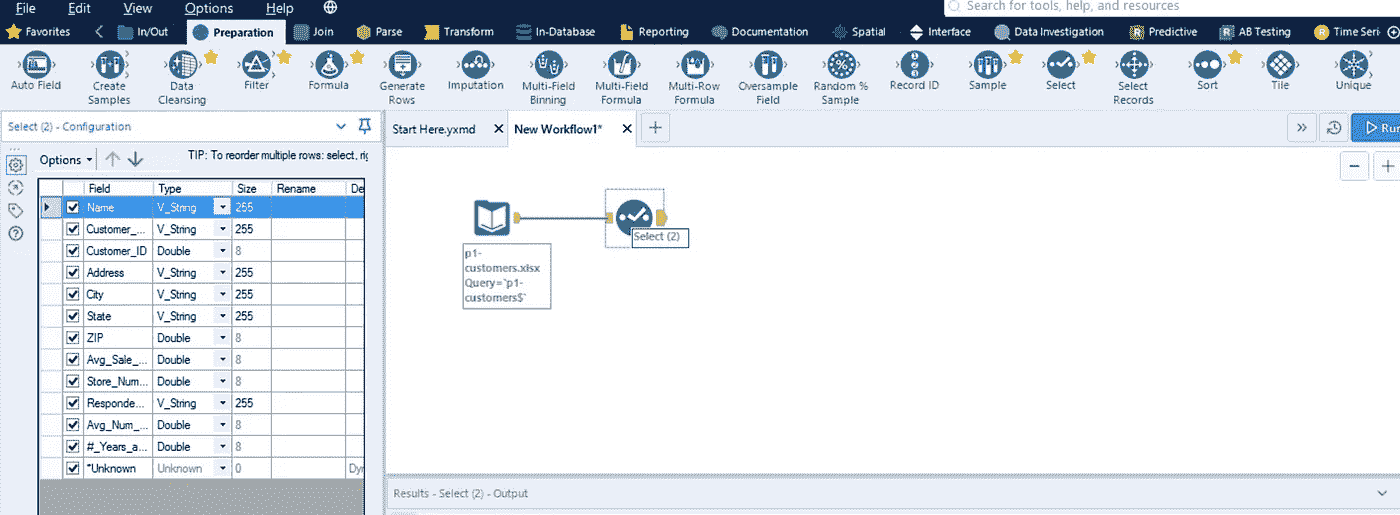 File Edit View Options Help
Search for tools, help, and resources
Favorites In/Out Preparation Join Parse Transform In-Database Reporting Documentation Spatial Interface Data Investigation Predictive AB Testing Time Seri
Auto Field Create Samples Data Cleansing Filter Formula Generate Rows Imputation Multi-Field Binning Multi-Field Formula Multi-Row Formula Oversample Field Random % Sample Record ID Sample Select Select Records Sort Tile Unique
Select (2) - Configuration
Start Here.yxmd New Workflow1*
Run
Options
TIP: To reorder multiple rows: select, rig
Field Type Size Rename De
Name V_String 255
Customer_... V_String 255
Customer_ID Double 8
Address V_String 255
City V_String 255
State V_String 255
ZIP Double 8
Avg_Sale_... Double 8
Store_Num... Double 8
Responde... V_String 255
Avg_Num_... Double 8
#_Years_a... Double 8
*Unknown Unknown 0 Dyn
Select (2)
p1-
customers.xlsx
Query=`p1-
customers$`
Results - Select (2) - Output